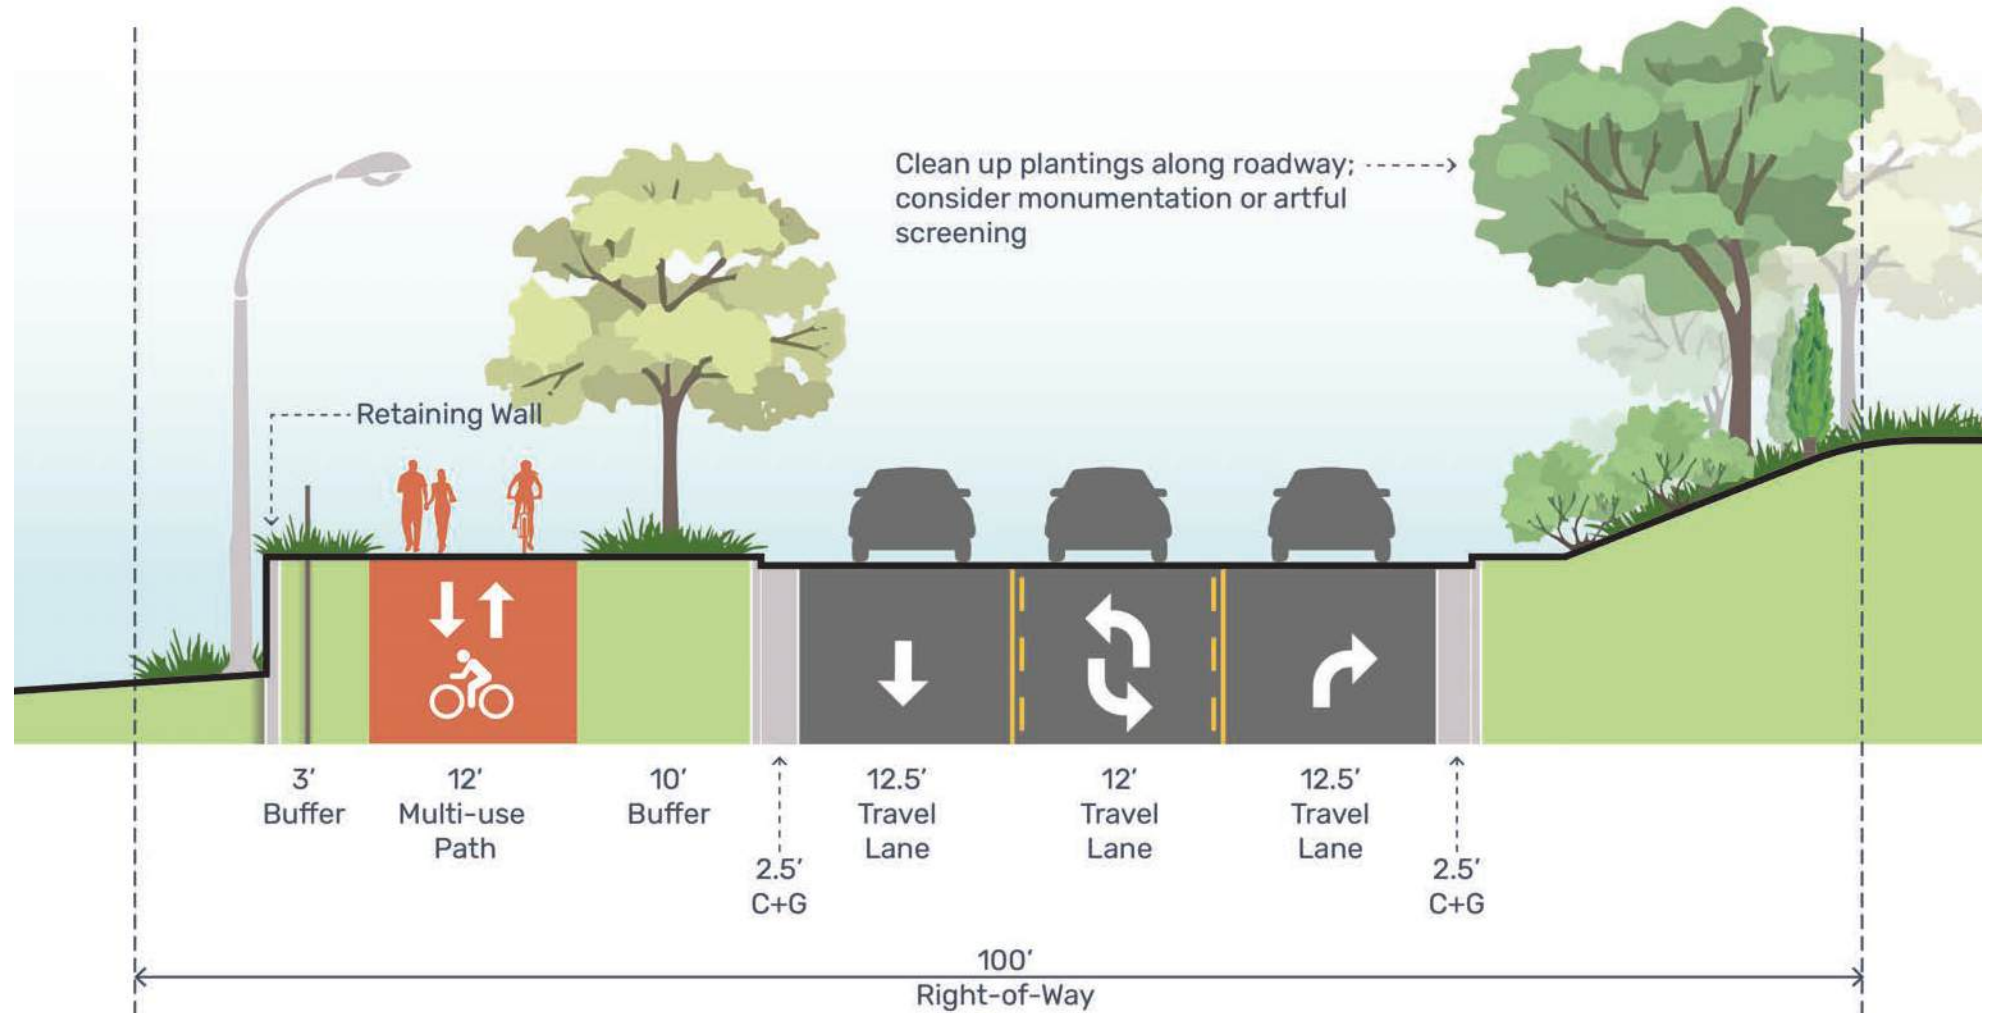 Clean up plantings along roadway;
consider monumentation or artful
screening
Retaining Wall
3′
Buffer
12′
Multi-use
Path
10′
Buffer
2.5′
C+G
12.5′
Travel
Lane
12′
Travel
Lane
12.5′
Travel
Lane
2.5′
C+G
100′
Right-of-Way